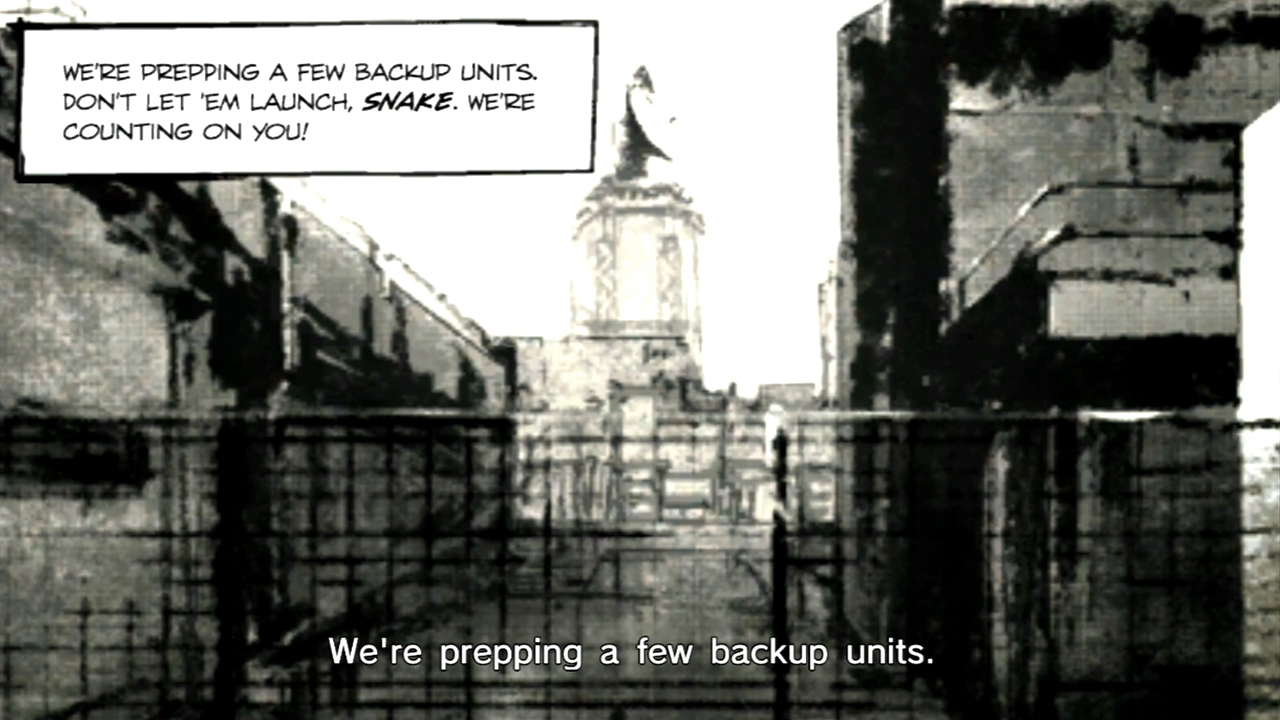 WE'RE PREPPING A FEW BACKUP UNITS.
DON'T LET 'EM LAUNCH, SNAKE. WE'RE
COUNTING ON YOU!
We're prepping a few backup units.